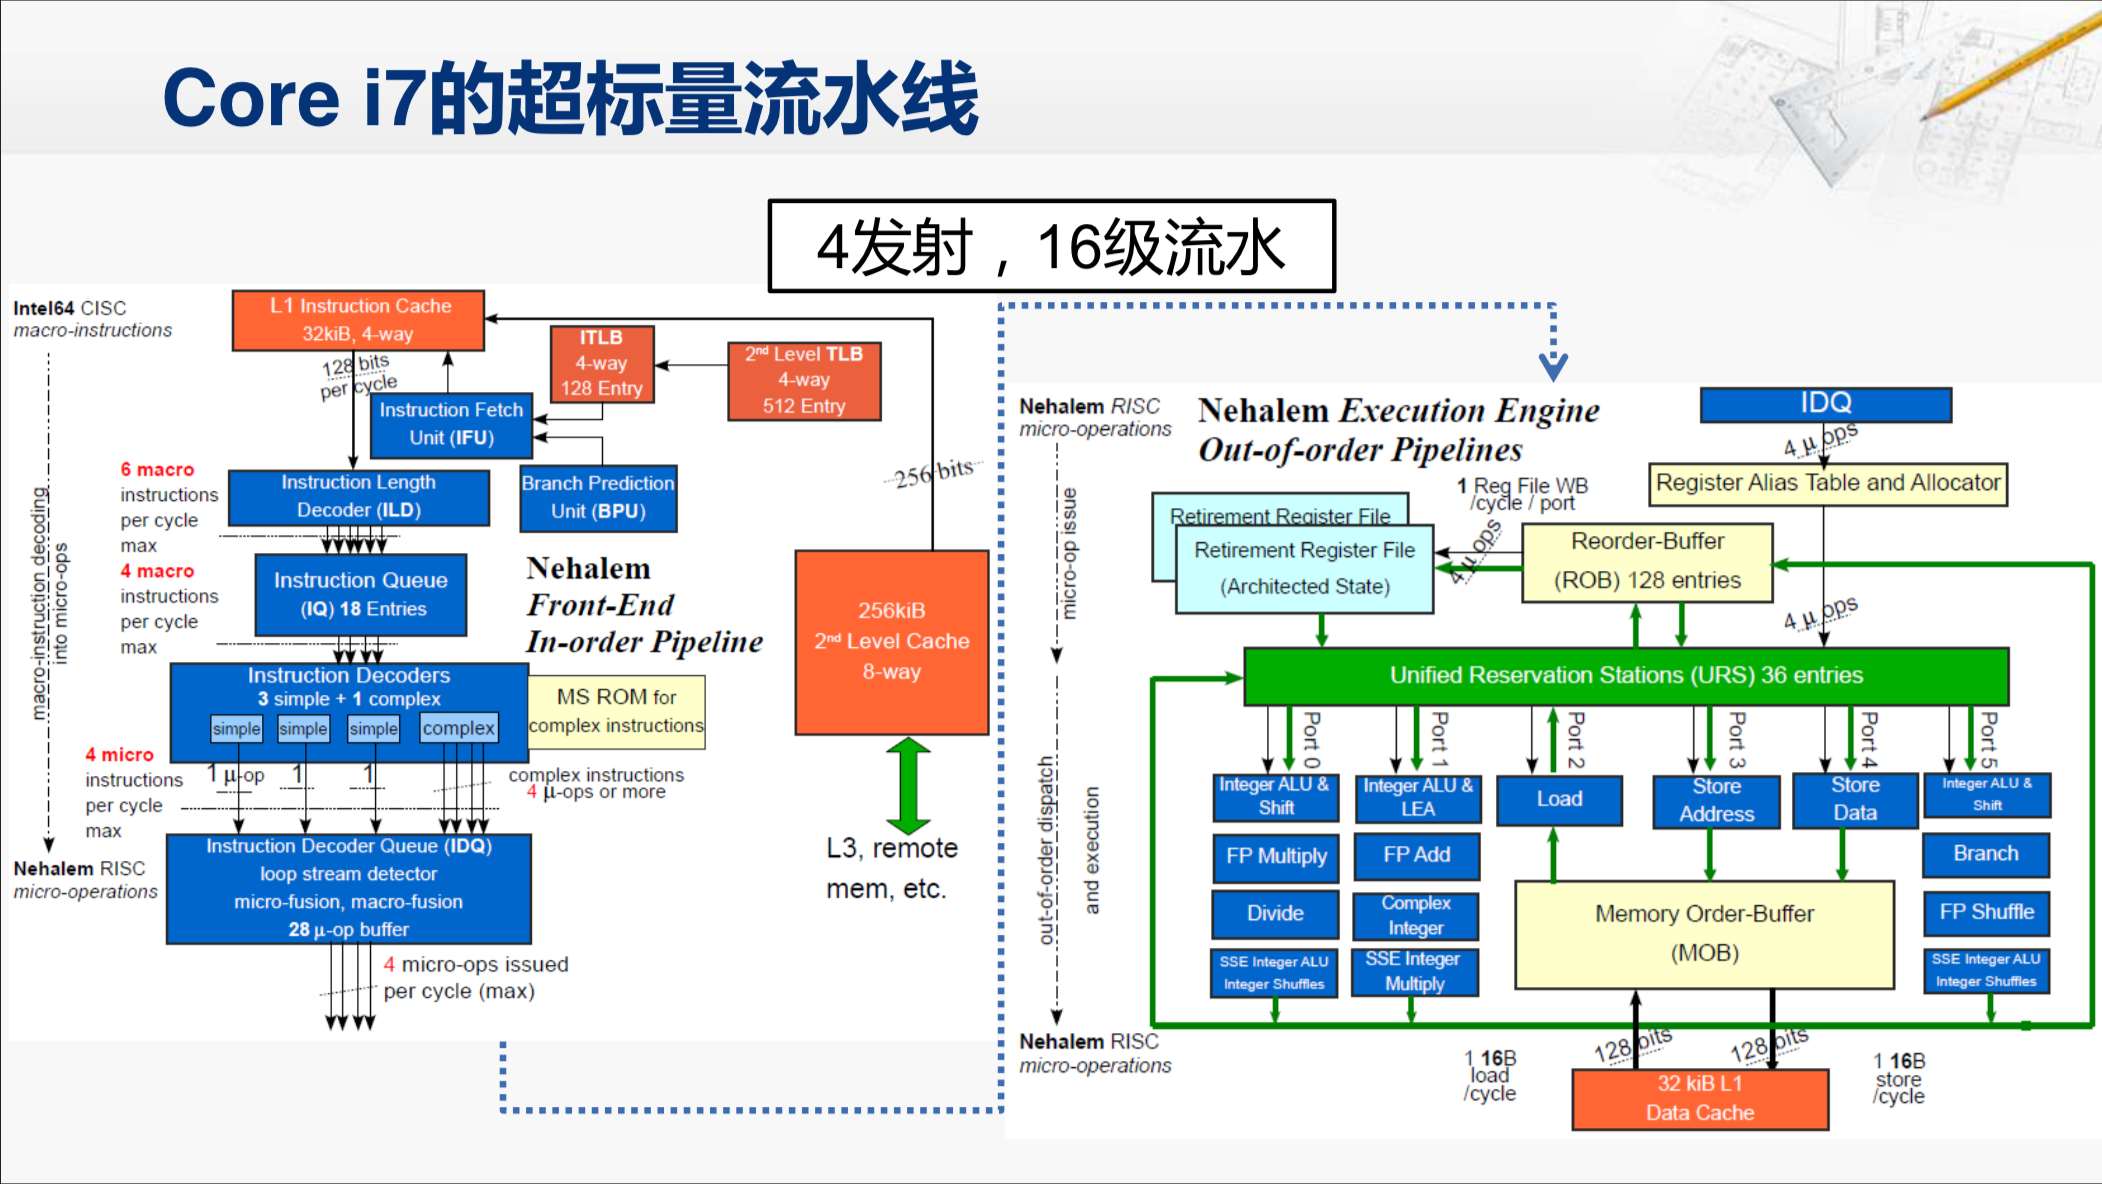 Core i7的超标量流水线
4发射，16级流水
Intel64 CISC
macro-instructions
macro-instruction decoding
into micro-ops
Nehalem RISC
micro-operations
L1 Instruction Cache
32kiB, 4-way
128 bits
per cycle
ITLB
4-way
128 Entry
2nd Level TLB
4-way
512 Entry
Instruction Fetch
Unit (IFU)
Branch Prediction
Unit (BPU)
6 macro
instructions
per cycle
max
Instruction Length
Decoder (ILD)
4 macro
instructions
per cycle
max
Instruction Queue
(IQ) 18 Entries
Nehalem
Front-End
In-order Pipeline
256 bits
256kiB
2nd Level Cache
8-way
L3, remote
mem, etc.
Instruction Decoders
3 simple + 1 complex
simple
simple
simple
complex
MS ROM for
complex instructions
4 micro
instructions
per cycle
max
1 μ-op
1
1
complex instructions
4 μ-ops or more
Instruction Decoder Queue (IDQ)
loop stream detector
micro-fusion, macro-fusion
28 μ-op buffer
4 micro-ops issued
per cycle (max)
Nehalem RISC
micro-operations
micro-op issue
out-of-order dispatch
and execution
Nehalem RISC
micro-operations
Nehalem Execution Engine
Out-of-order Pipelines
IDQ
4 μ ops
Register Alias Table and Allocator
1 Reg File WB
/cycle / port
4 μ ops
Retirement Register File
Retirement Register File
(Architected State)
Reorder-Buffer
(ROB) 128 entries
4 μ ops
Unified Reservation Stations (URS) 36 entries
Port 0
Port 1
Port 2
Port 3
Port 4
Port 5
Integer ALU &
Shift
FP Multiply
Divide
SSE Integer ALU
Integer Shuffles
Integer ALU &
LEA
FP Add
Complex
Integer
SSE Integer
Multiply
Load
Store
Address
Store
Data
Integer ALU &
Shift
Branch
FP Shuffle
SSE Integer ALU
Integer Shuffles
Memory Order-Buffer
(MOB)
128 bits
128 bits
1 16B
load
/cycle
1 16B
store
/cycle
32 kiB L1
Data Cache